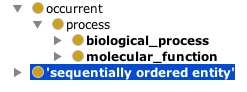 occurrent
process
biological_process
molecular_function
'sequentially ordered entity'